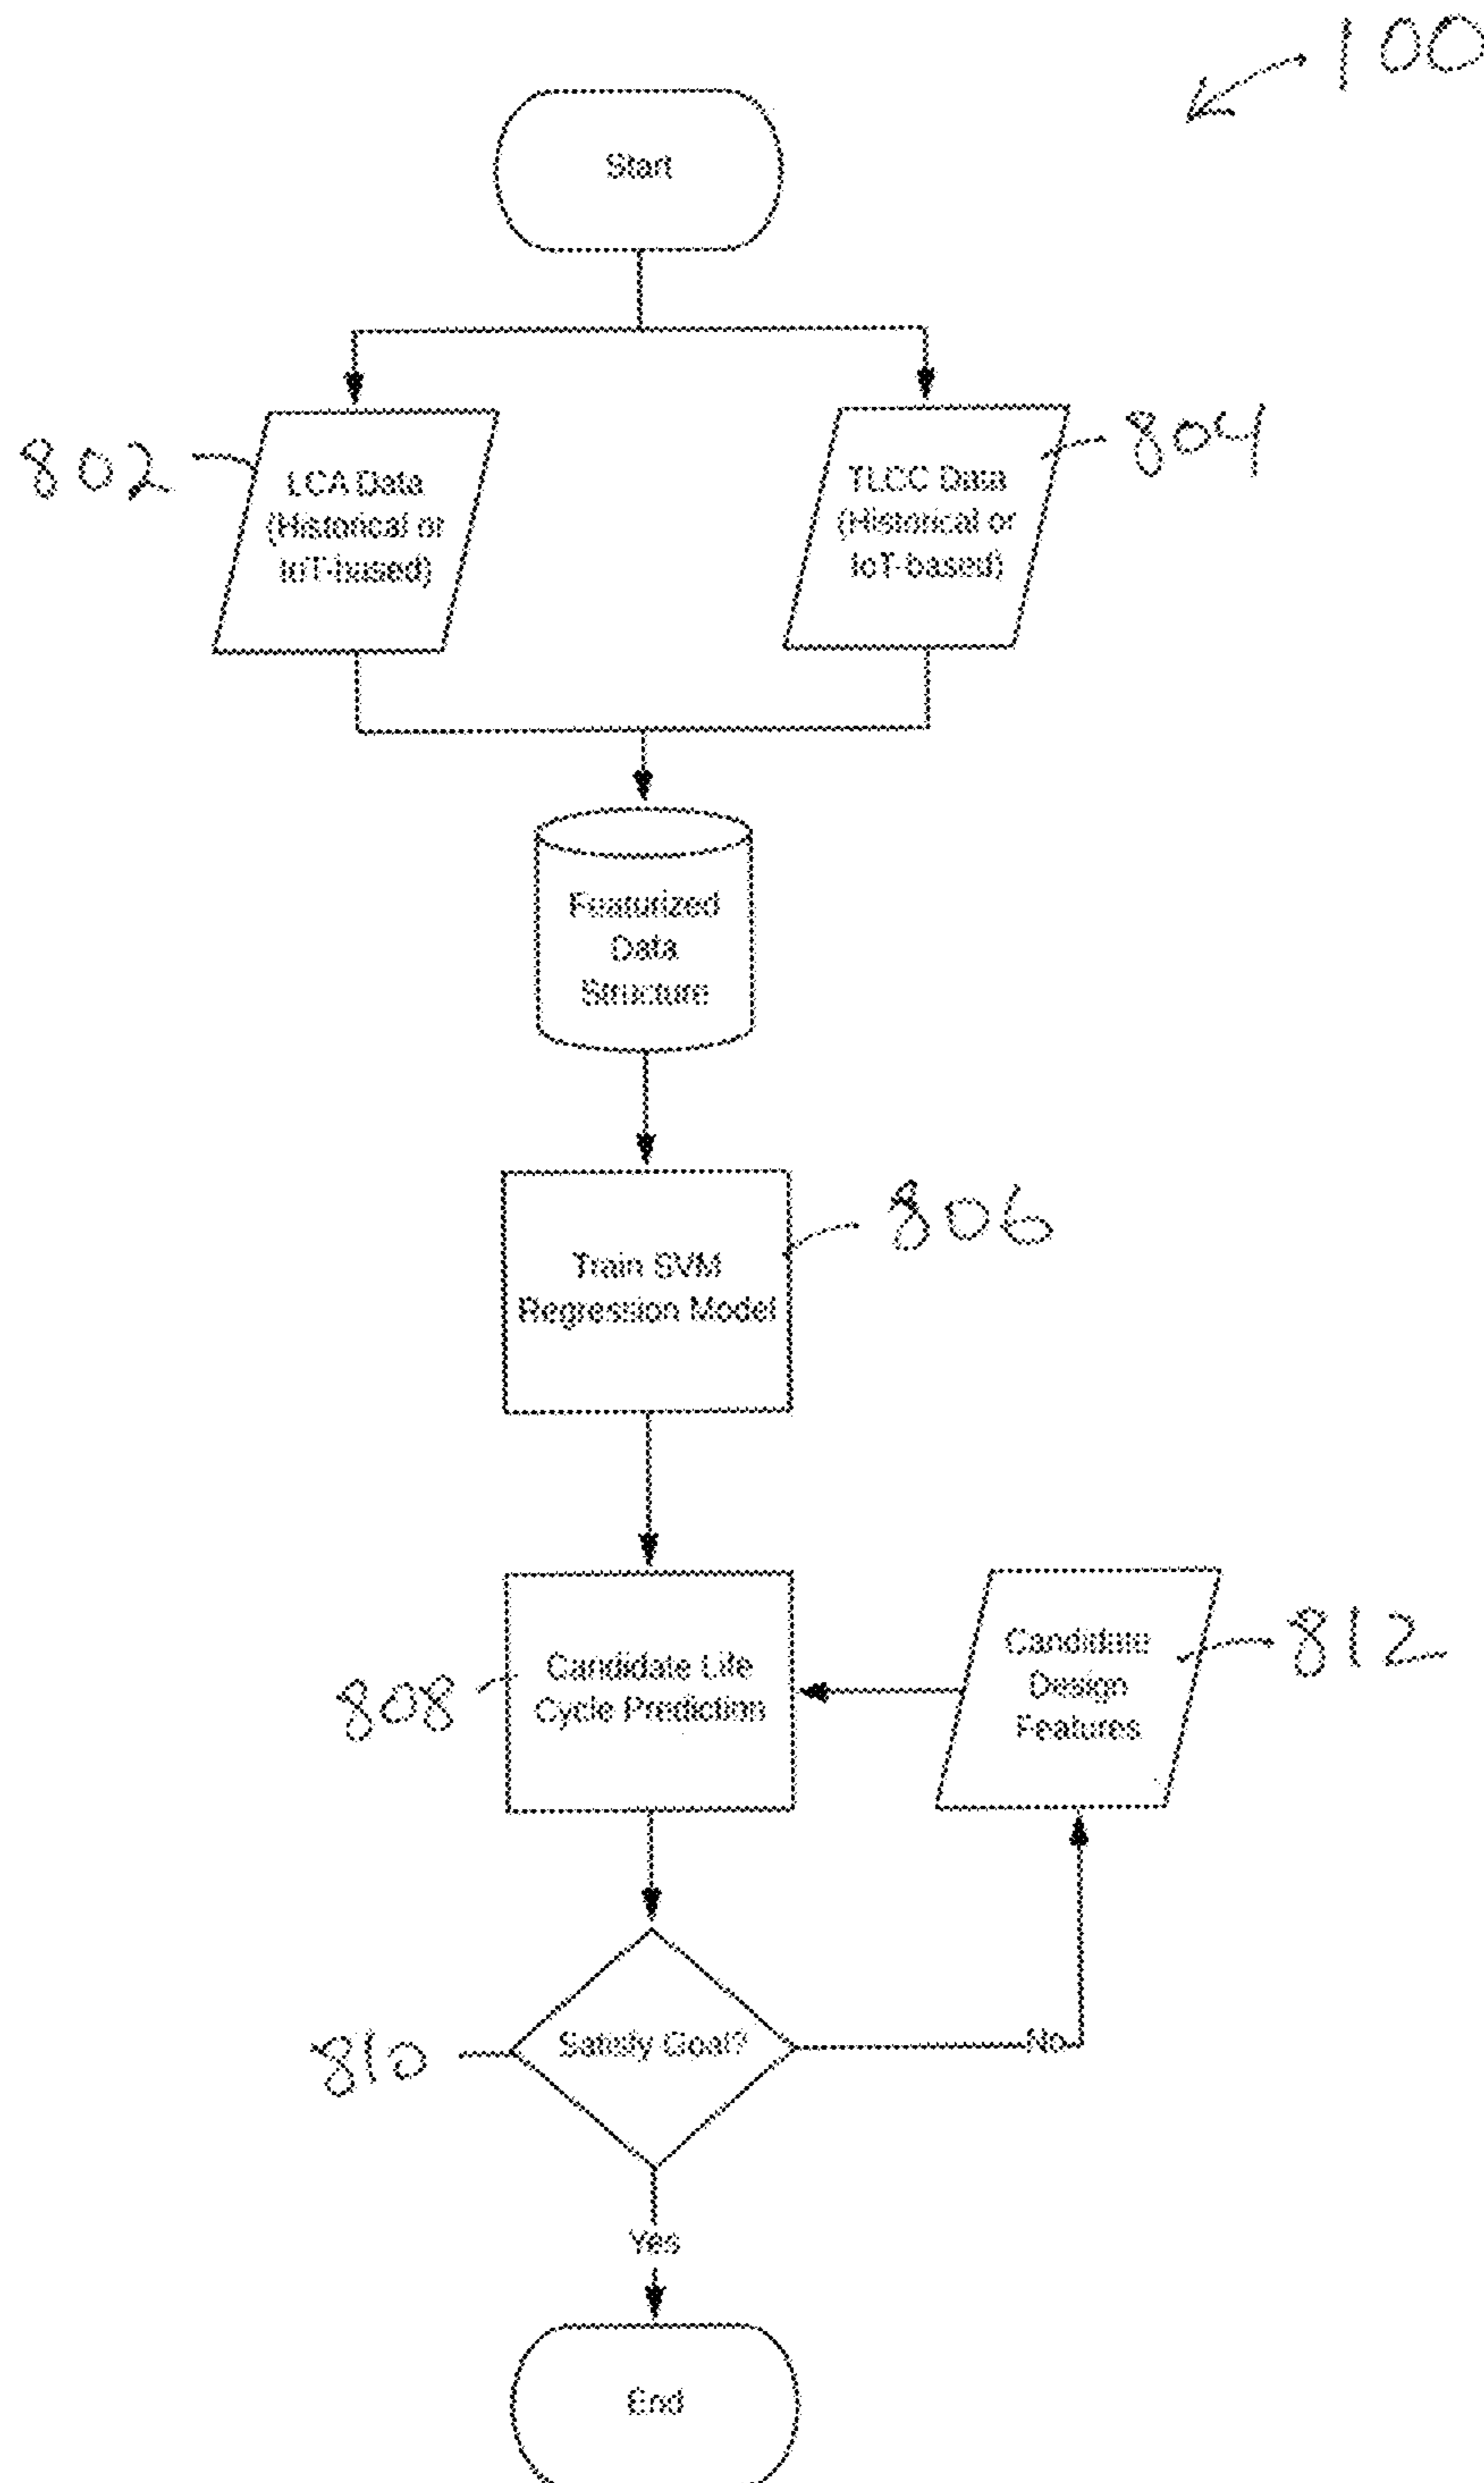 100
Start
802
LCA Data
(Historical or
IoT-based)
TLCC Data
(Historical or
IoT-based)
804
Featurized
Data
Structure
806
Train SVM
Regression Model
808
Candidate Life
Cycle Prediction
Candidate
Design
Features
812
810
Satisfy Goal?
No
Yes
End